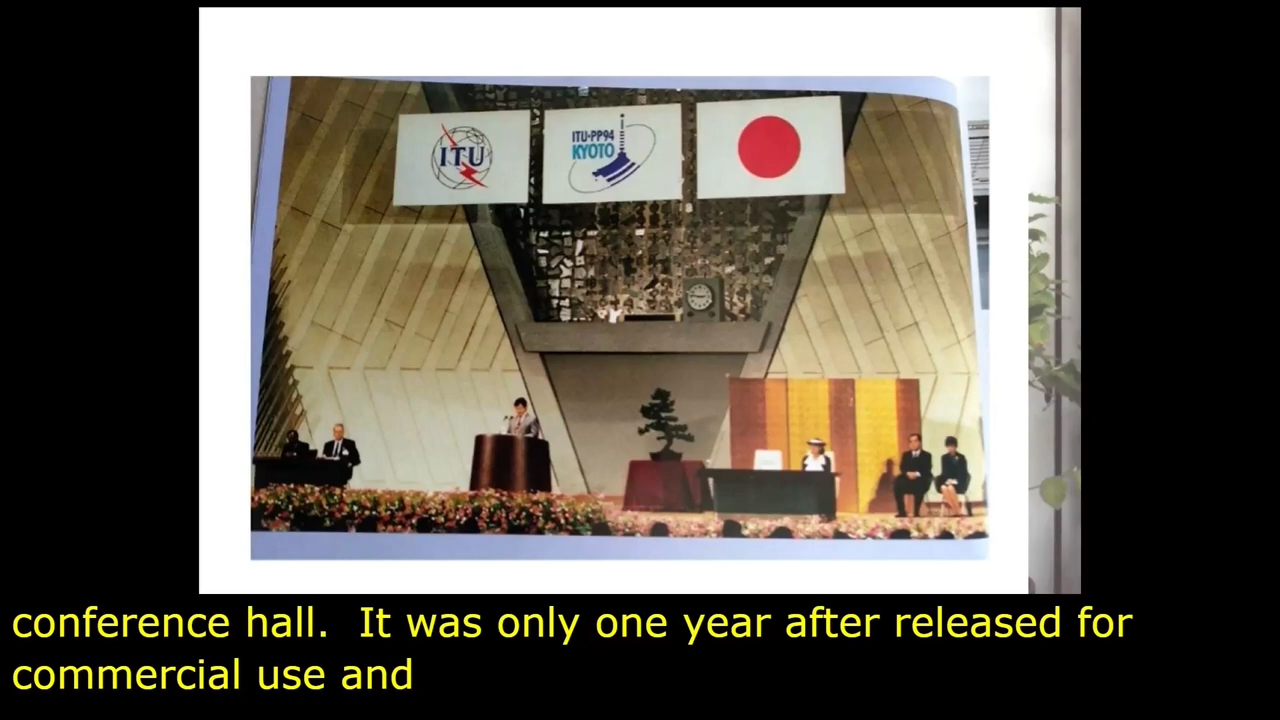 ITU
ITU-PP94
KYOTO
conference hall.  It was only one year after released for
commercial use and